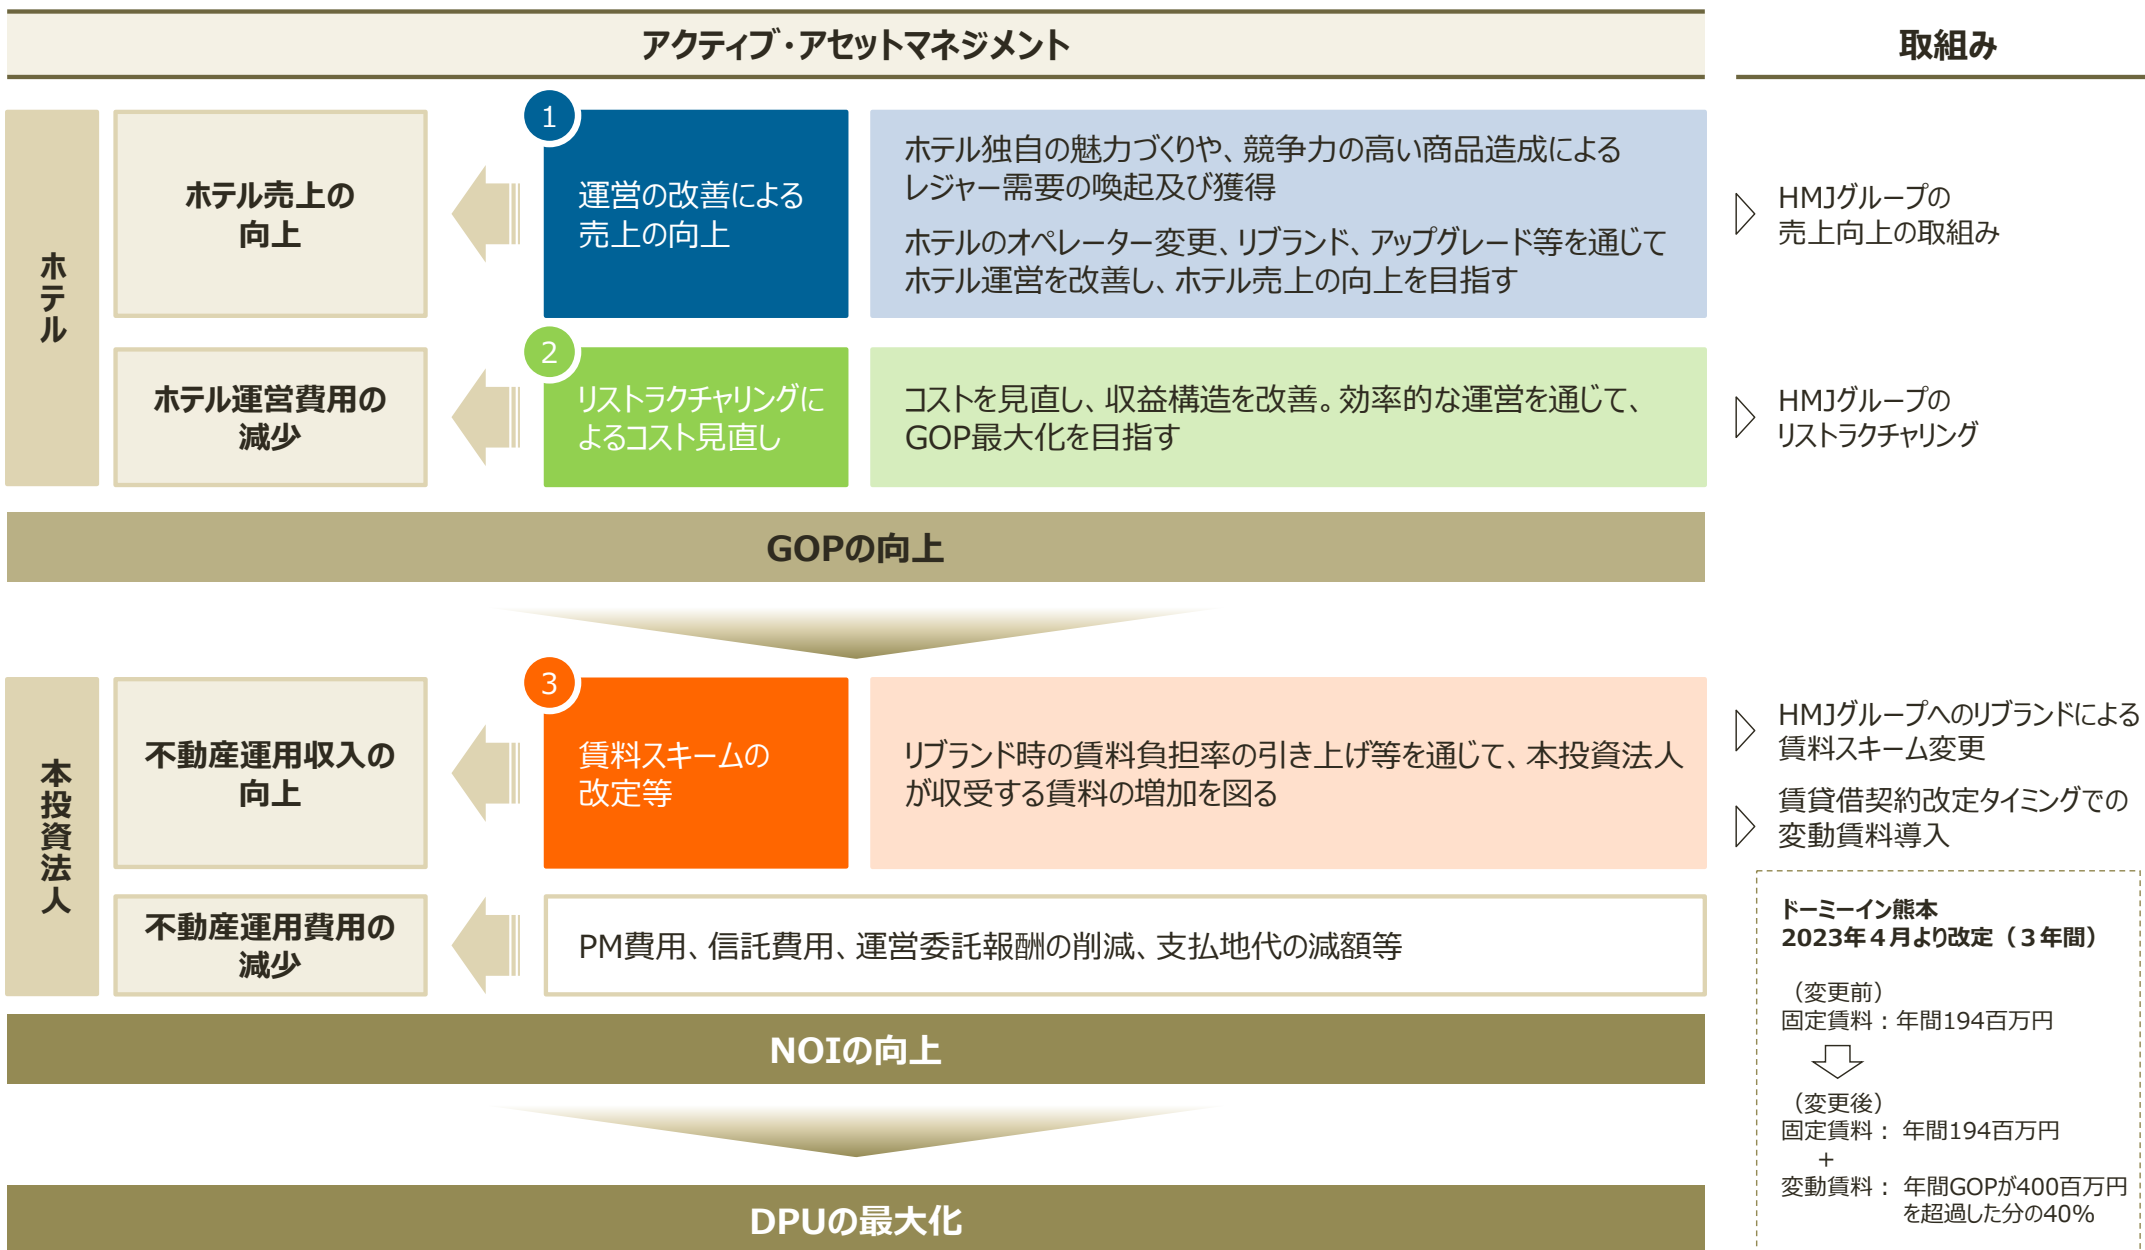 アクティブ・アセットマネジメント
取組み
ホテル
ホテル売上の
向上
1
運営の改善による
売上の向上
ホテル独自の魅力づくりや、競争力の高い商品造成による
レジャー需要の喚起及び獲得
ホテルのオペレーター変更、リブランド、アップグレード等を通じて
ホテル運営を改善し、ホテル売上の向上を目指す
HMJグループの
売上向上の取組み
ホテル運営費用の
減少
2
リストラクチャリングに
よるコスト見直し
コストを見直し、収益構造を改善。効率的な運営を通じて、
GOP最大化を目指す
HMJグループの
リストラクチャリング
GOPの向上
本投資法人
不動産運用収入の
向上
3
賃料スキームの
改定等
リブランド時の賃料負担率の引き上げ等を通じて、本投資法人
が収受する賃料の増加を図る
HMJグループへのリブランドによる
賃料スキーム変更
賃貸借契約改定タイミングでの
変動賃料導入
不動産運用費用の
減少
PM費用、信託費用、運営委託報酬の削減、支払地代の減額等
ドーミーイン熊本
2023年４月より改定（３年間）
（変更前）
固定賃料：年間194百万円
（変更後）
固定賃料： 年間194百万円
+
変動賃料： 年間GOPが400百万円
を超過した分の40%
NOIの向上
DPUの最大化